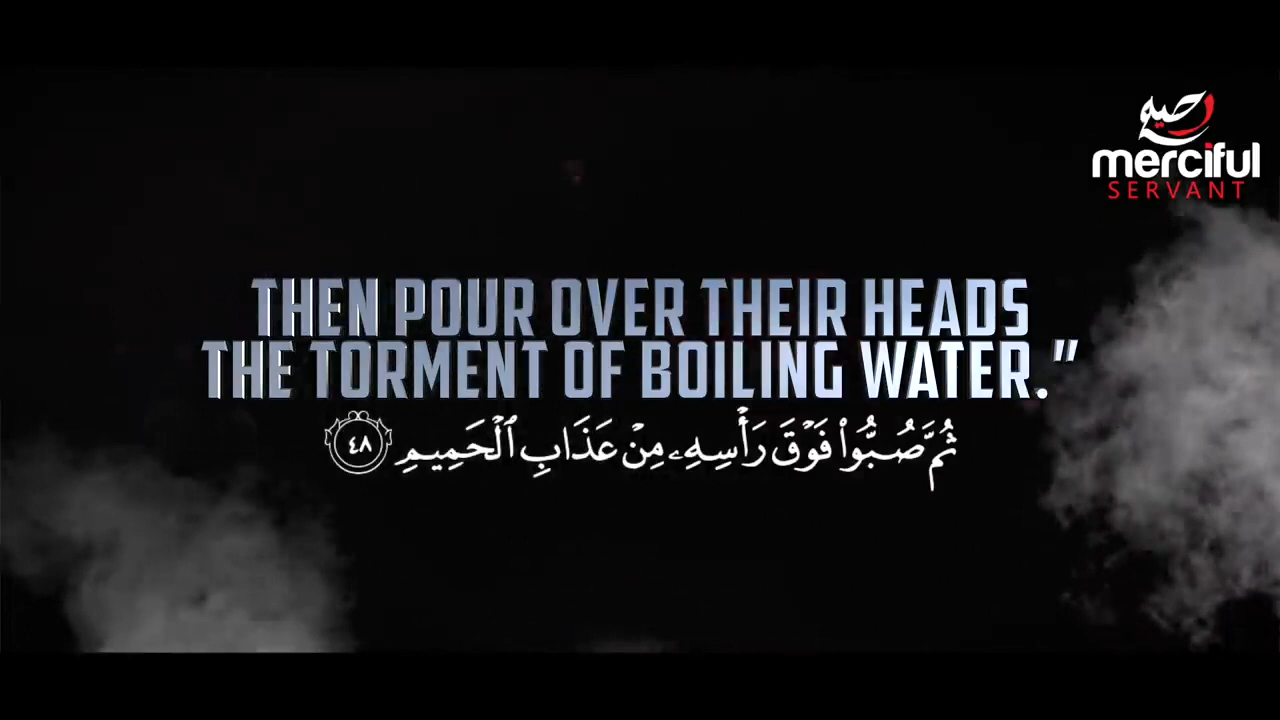 رحيم
merciful
SERVANT
THEN POUR OVER THEIR HEADS
THE TORMENT OF BOILING WATER."
ثُمَّ صُبُّوا۟ فَوْقَ رَأْسِهِۦ مِنْ عَذَابِ ٱلْحَمِيمِ ٤٨